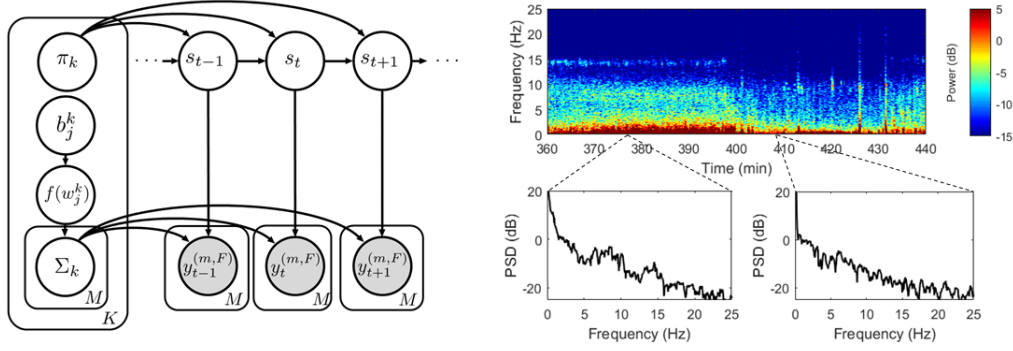 π_k
b_j^k
f(w_j^k)
Σ_k
M
K
· · ·
s_{t−1}
s_t
s_{t+1}
· · ·
y_{t−1}^{(m,F)}
M
y_t^{(m,F)}
M
y_{t+1}^{(m,F)}
M
Frequency (Hz)
25
20
15
10
5
0
360 370 380 390 400 410 420 430 440
Time (min)
5
0
-5
-10
-15
Power (dB)
PSD (dB)
20
0
-20
0 5 10 15 20 25
Frequency (Hz)
PSD (dB)
20
0
-20
0 5 10 15 20 25
Frequency (Hz)